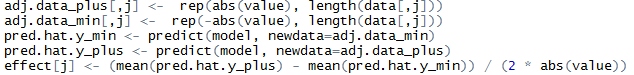 adj.data_plus[,j] <-  rep(abs(value), length(data[,j]))
adj.data_min[,j] <- rep(-abs(value), length(data[,j]))
pred.hat.y_min <- predict(model, newdata=adj.data_min)
pred.hat.y_plus <- predict(model, newdata=adj.data_plus)
effect[j] <- (mean(pred.hat.y_plus) - mean(pred.hat.y_min)) / (2 * abs(value))